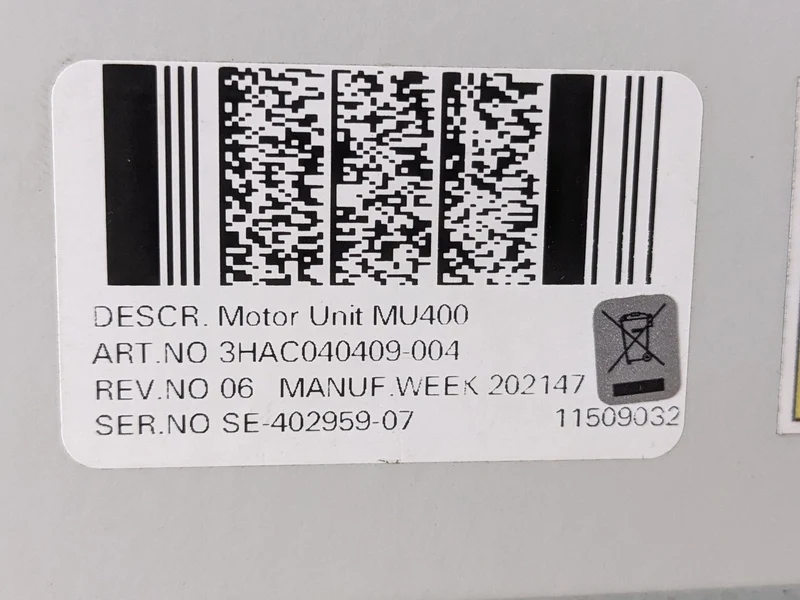 DESCR. Motor Unit MU400
ART.NO 3HAC040409-004
REV.NO 06 MANUF.WEEK 202147
SER.NO SE-402959-07 11509032